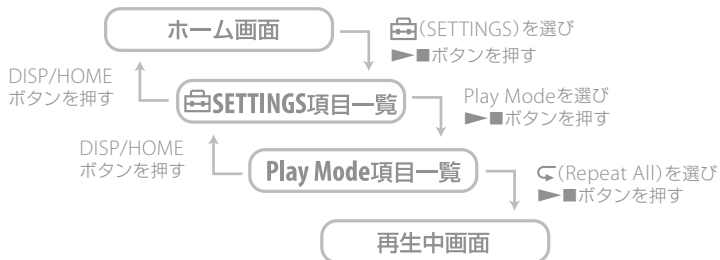 ホーム画面
(SETTINGS)を選び
►■ボタンを押す
DISP/HOME
ボタンを押す
SETTINGS項目一覧
Play Modeを選び
►■ボタンを押す
DISP/HOME
ボタンを押す
Play Mode項目一覧
(Repeat All)を選び
►■ボタンを押す
再生中画面